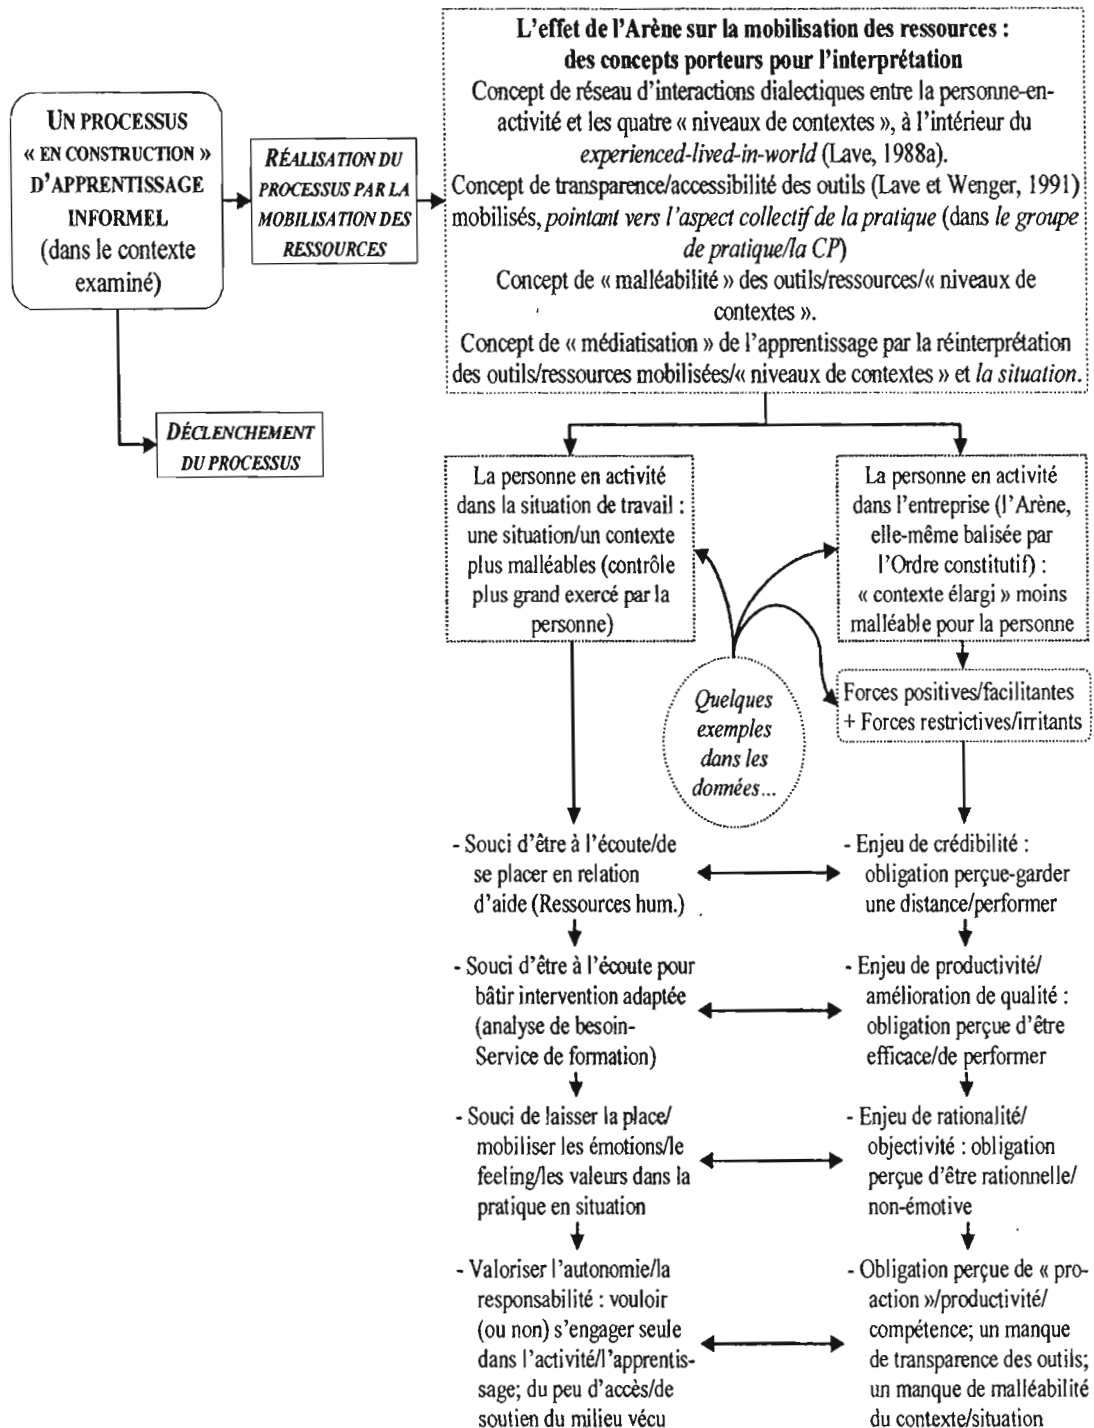 L'effet de l'Arène sur la mobilisation des ressources :
des concepts porteurs pour l'interprétation
Concept de réseau d'interactions dialectiques entre la personne-en-
activité et les quatre « niveaux de contextes », à l'intérieur du
experienced-lived-in-world (Lave, 1988a).
Concept de transparence/accessibilité des outils (Lave et Wenger, 1991)
mobilisés, pointant vers l'aspect collectif de la pratique (dans le groupe
de pratique/la CP)
Concept de « malléabilité » des outils/ressources/« niveaux de
contextes ».
Concept de « médiatisation » de l'apprentissage par la réinterprétation
des outils/ressources mobilisées/« niveaux de contextes » et la situation.
UN PROCESSUS
« EN CONSTRUCTION »
D'APPRENTISSAGE
INFORMEL
(dans le contexte
examiné)
RÉALISATION DU
PROCESSUS PAR LA
MOBILISATION DES
RESSOURCES
DÉCLENCHEMENT
DU PROCESSUS
La personne en activité
dans la situation de travail :
une situation/un contexte
plus malléables (contrôle
plus grand exercé par la
personne)
La personne en activité
dans l'entreprise (l'Arène,
elle-même balisée par
l'Ordre constitutif) :
« contexte élargi » moins
malléable pour la personne
Quelques
exemples
dans les
données...
Forces positives/facilitantes
+ Forces restrictives/irritants
- Souci d'être à l'écoute/de
se placer en relation
d'aide (Ressources hum.)
- Enjeu de crédibilité :
obligation perçue-garder
une distance/performer
- Souci d'être à l'écoute pour
bâtir intervention adaptée
(analyse de besoin-
Service de formation)
- Enjeu de productivité/
amélioration de qualité :
obligation perçue d'être
efficace/de performer
- Souci de laisser la place/
mobiliser les émotions/le
feeling/les valeurs dans la
pratique en situation
- Enjeu de rationalité/
objectivité : obligation
perçue d'être rationnelle/
non-émotive
- Valoriser l'autonomie/la
responsabilité : vouloir
(ou non) s'engager seule
dans l'activité/l'apprentis-
sage; du peu d'accès/de
soutien du milieu vécu
- Obligation perçue de « pro-
action »/productivité/
compétence; un manque
de transparence des outils;
un manque de malléabilité
du contexte/situation